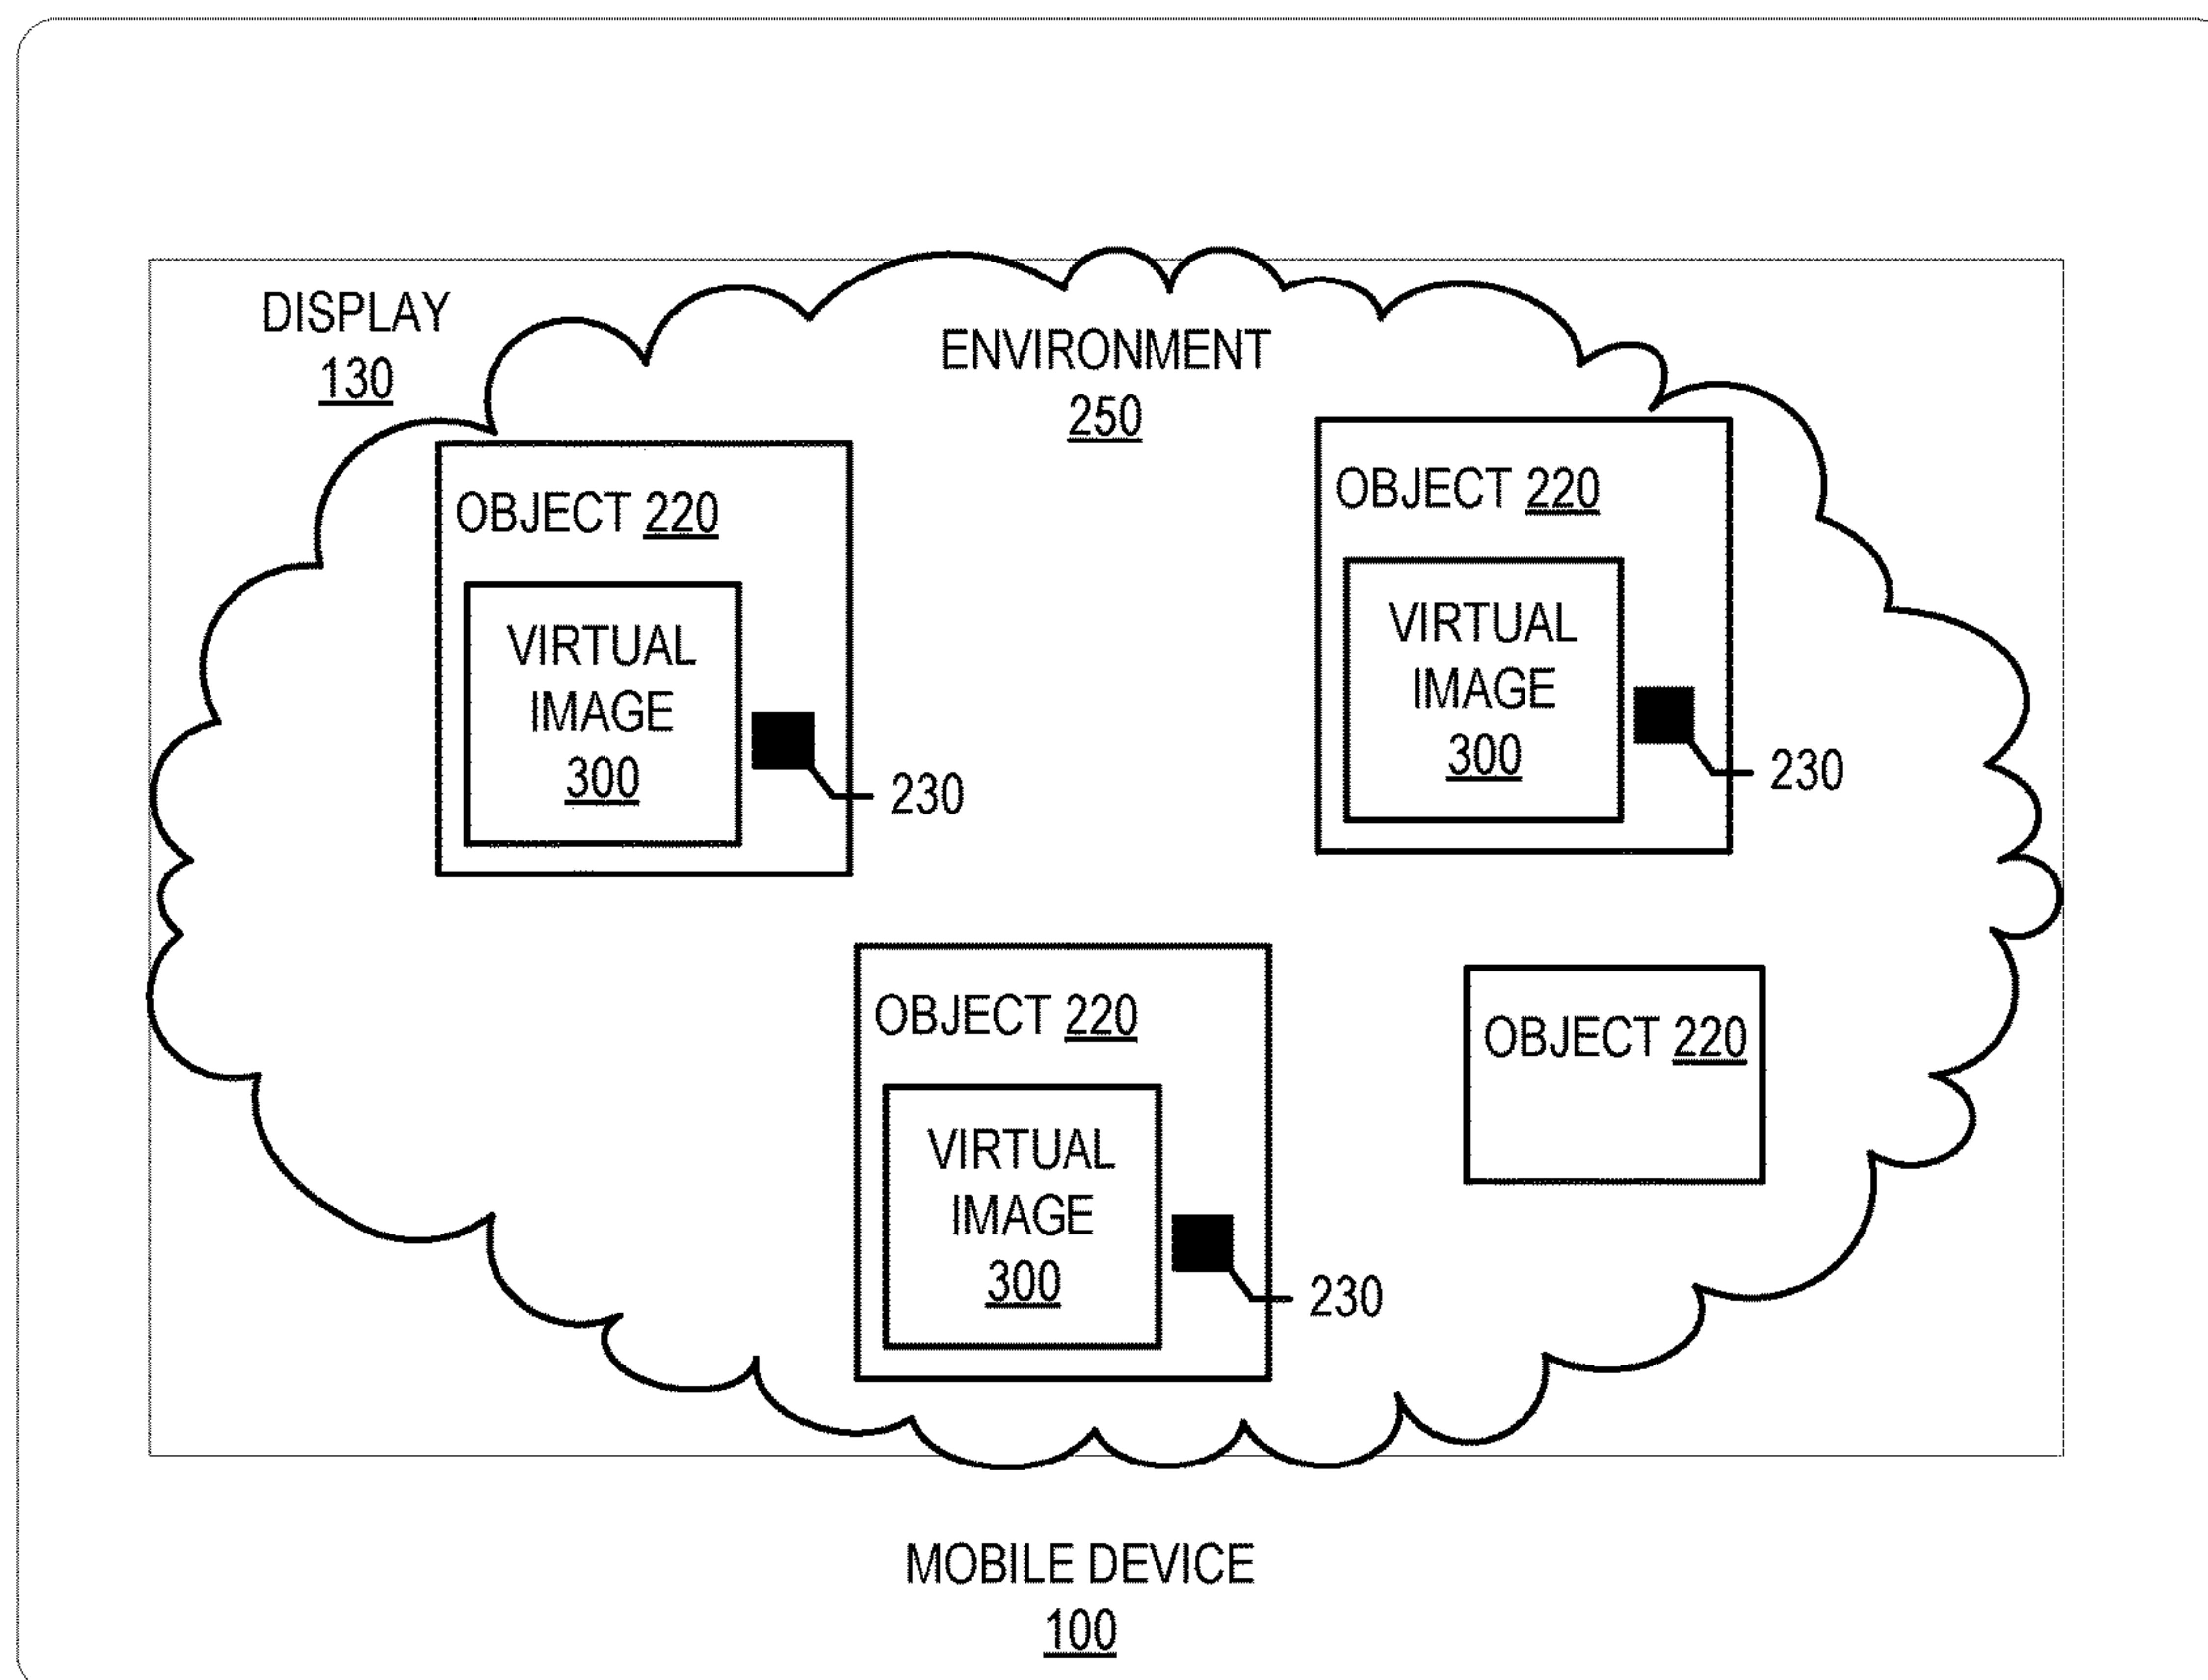 DISPLAY
130
ENVIRONMENT
250
OBJECT 220
VIRTUAL
IMAGE
300
230
OBJECT 220
VIRTUAL
IMAGE
300
230
OBJECT 220
VIRTUAL
IMAGE
300
230
OBJECT 220
MOBILE DEVICE
100